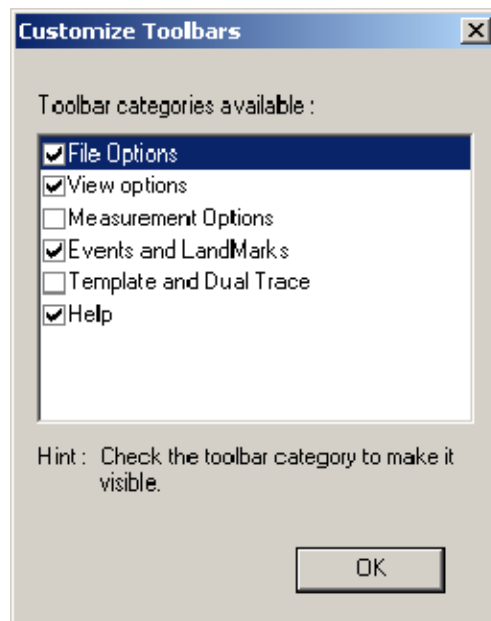 Customize Toolbars
Toolbar categories available :
File Options
View options
Measurement Options
Events and LandMarks
Template and Dual Trace
Help
Hint : Check the toolbar category to make it
visible.
OK